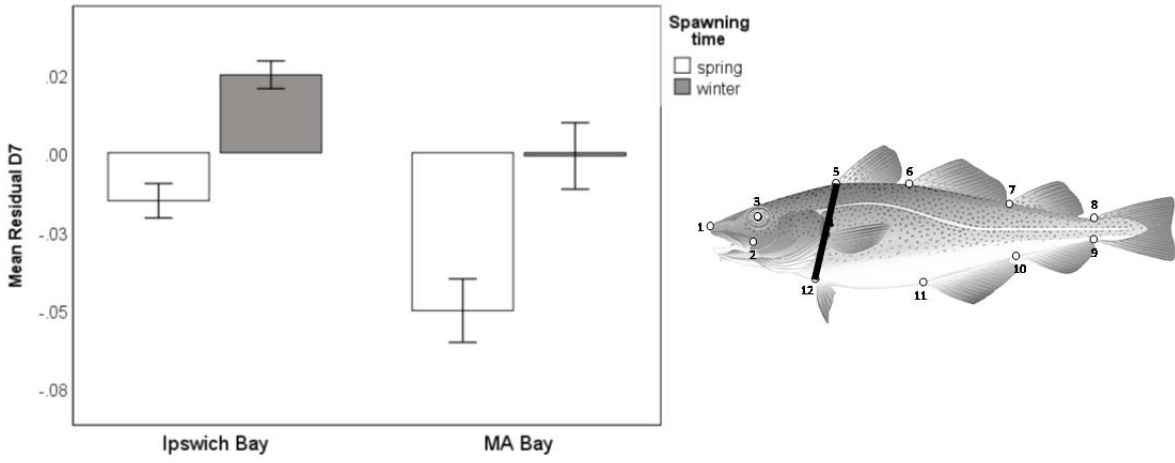 Mean Residual D7
.02
.00
-.03
-.05
-.08
Ipswich Bay
MA Bay
Spawning
time
spring
winter
1
2
3
4
5
6
7
8
9
10
11
12